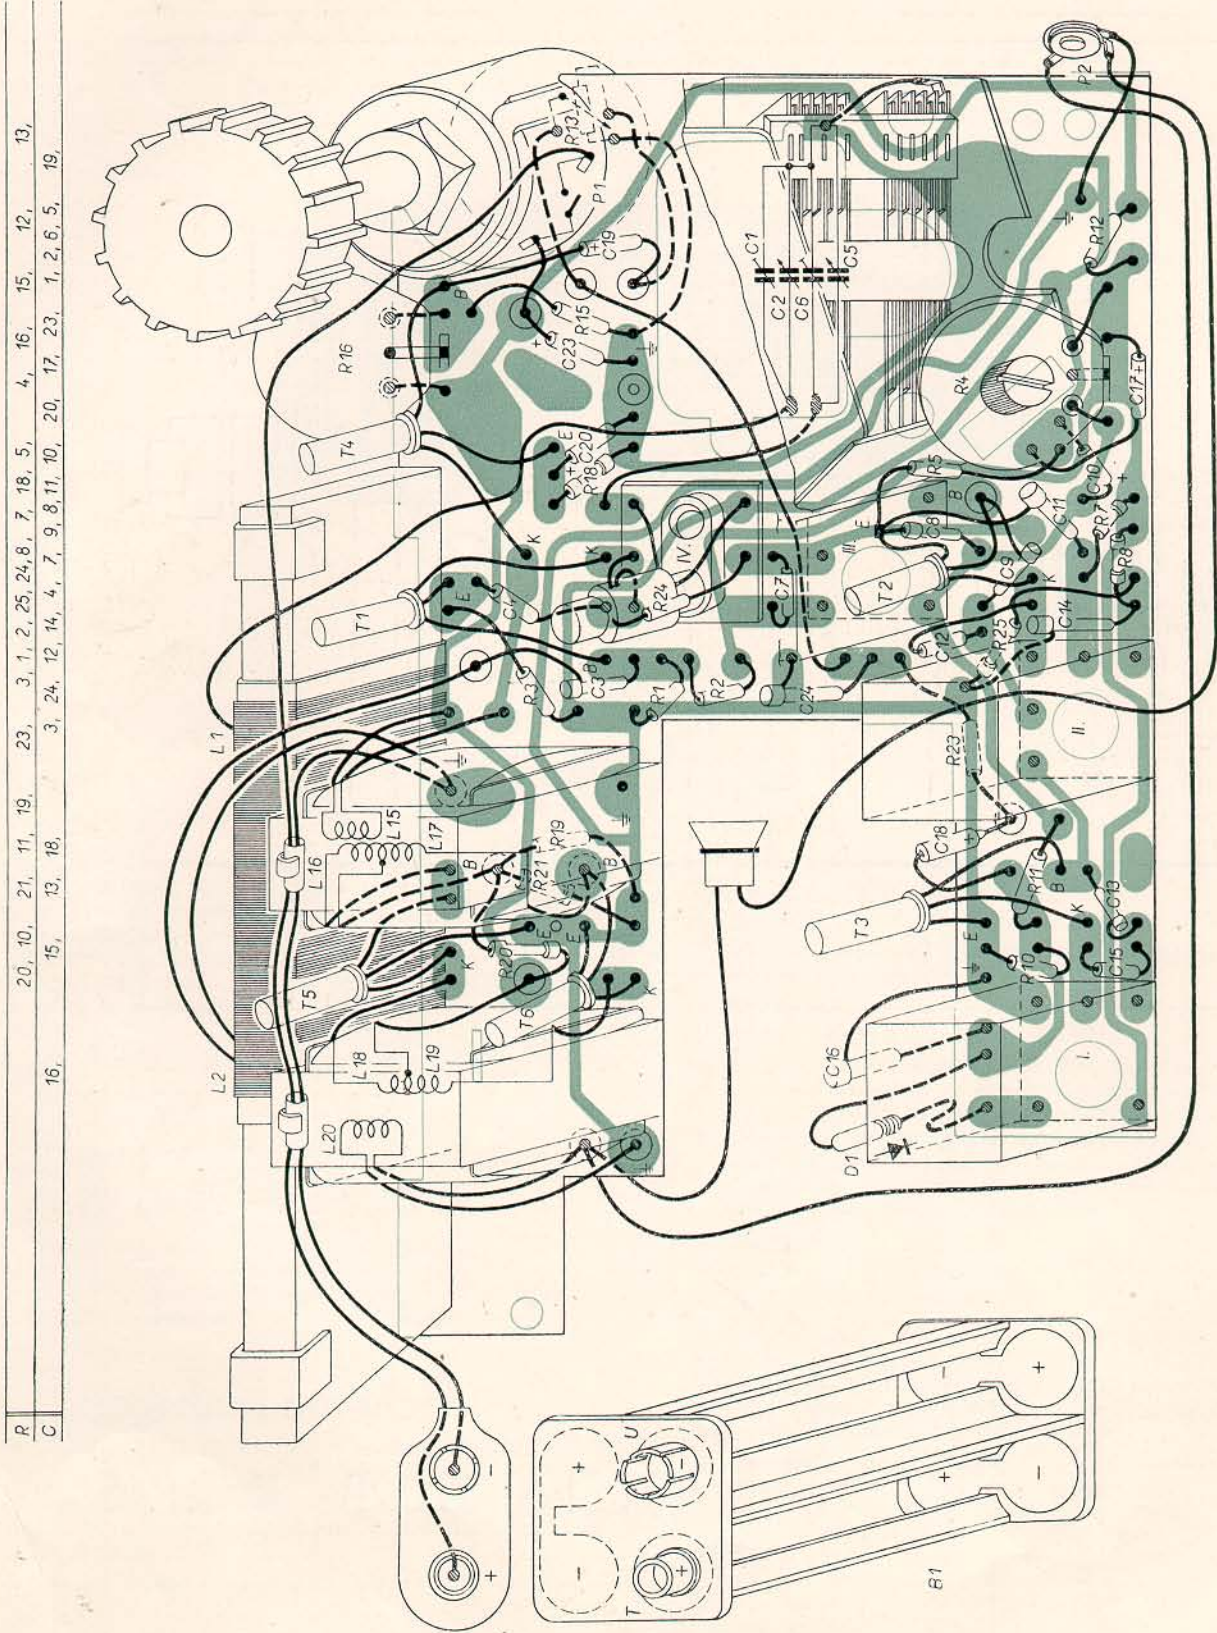 R 20, 10, 21, 11, 19, 23, 3, 1, 2, 25, 24, 8, 7, 18, 5, 4, 16, 15, 12, 13,
C 16, 15, 13, 18, 3, 24, 12, 14, 4, 7, 9, 8, 11, 10, 20, 17, 23, 1, 2, 6, 5, 19,
L2
L1
R16
T4
T1
T5
L16
L15
L17
L18
L19
L20
T6
R20
R21
R19
B
B
E
E
K
K
R13
P1
C19
R15
C23
+
B
E
R18
+
C20
K
K
E
C4
R3
C3
B
R1
R2
R24
IV.
C7
C24
C1
C2
C6
C5
P2
R12
R4
C17
+
R5
E
B
III.
C8
T2
C11
C10
R7
R8
+
C9
K
C14
C12
R25
R23
II.
C18
+
R11
B
T3
E
K
C13
R10
C15
C16
D1
I.
-
+
+
-
U
T
-
+
-
+
+
-
B1